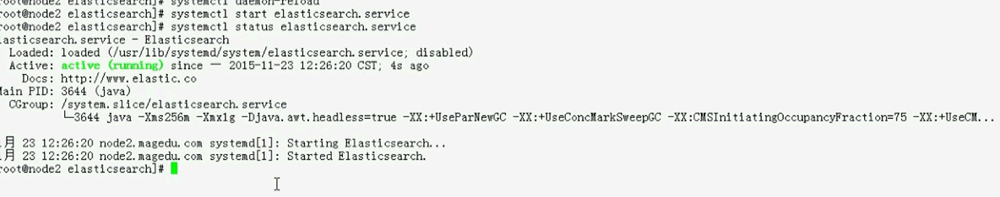 root@node2 elasticsearch]# systemctl daemon-reload
root@node2 elasticsearch]# systemctl start elasticsearch.service
root@node2 elasticsearch]# systemctl status elasticsearch.service
lasticsearch.service - Elasticsearch
Loaded: loaded (/usr/lib/systemd/system/elasticsearch.service; disabled)
Active: active (running) since 一 2015-11-23 12:26:20 CST; 4s ago
Docs: http://www.elastic.co
Main PID: 3644 (java)
CGroup: /system.slice/elasticsearch.service
└─3644 java -Xms256m -Xmx1g -Djava.awt.headless=true -XX:+UseParNewGC -XX:+UseConcMarkSweepGC -XX:CMSInitiatingOccupancyFraction=75 -XX:+UseCM...
月 23 12:26:20 node2.magedu.com systemd[1]: Starting Elasticsearch...
月 23 12:26:20 node2.magedu.com systemd[1]: Started Elasticsearch.
root@node2 elasticsearch]#